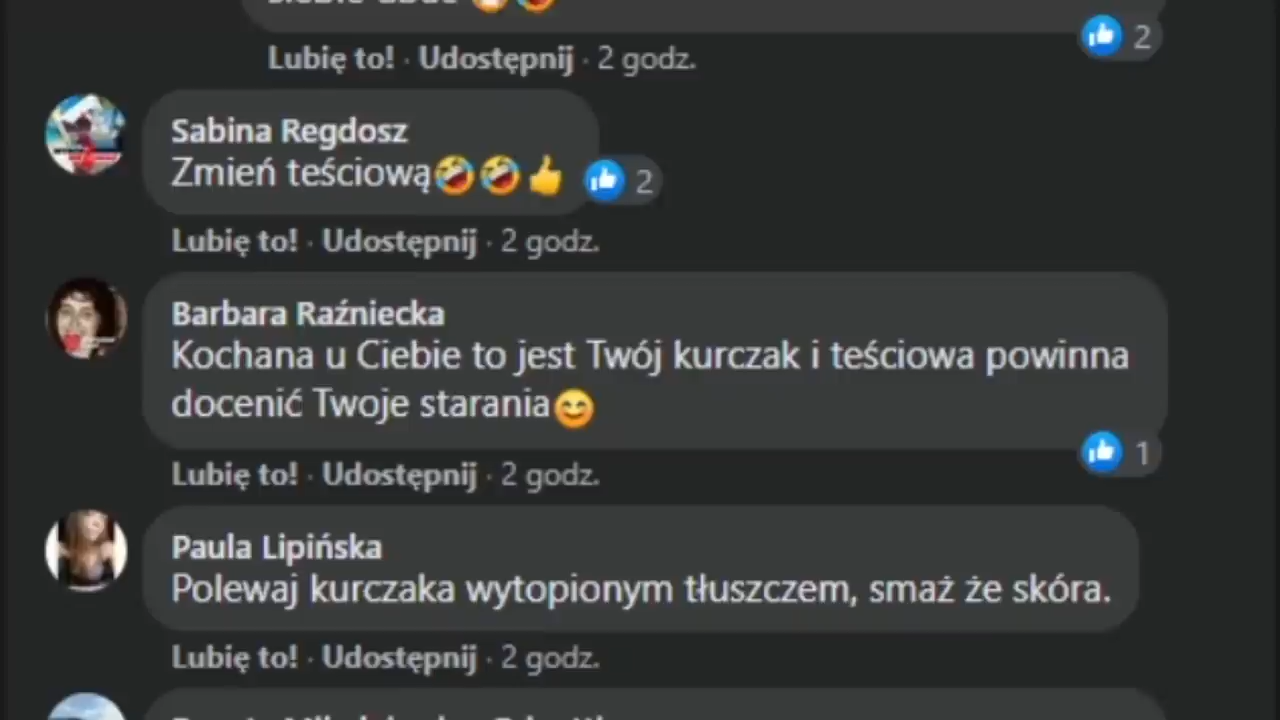 2
Lubię to! · Udostępnij · 2 godz.
Sabina Regdosz
Zmień teściową🤣🤣👍 2
Lubię to! · Udostępnij · 2 godz.
Barbara Raźniecka
Kochana u Ciebie to jest Twój kurczak i teściowa powinna
docenić Twoje starania😊
1
Lubię to! · Udostępnij · 2 godz.
Paula Lipińska
Polewaj kurczaka wytopionym tłuszczem, smaż że skóra.
Lubię to! · Udostępnij · 2 godz.